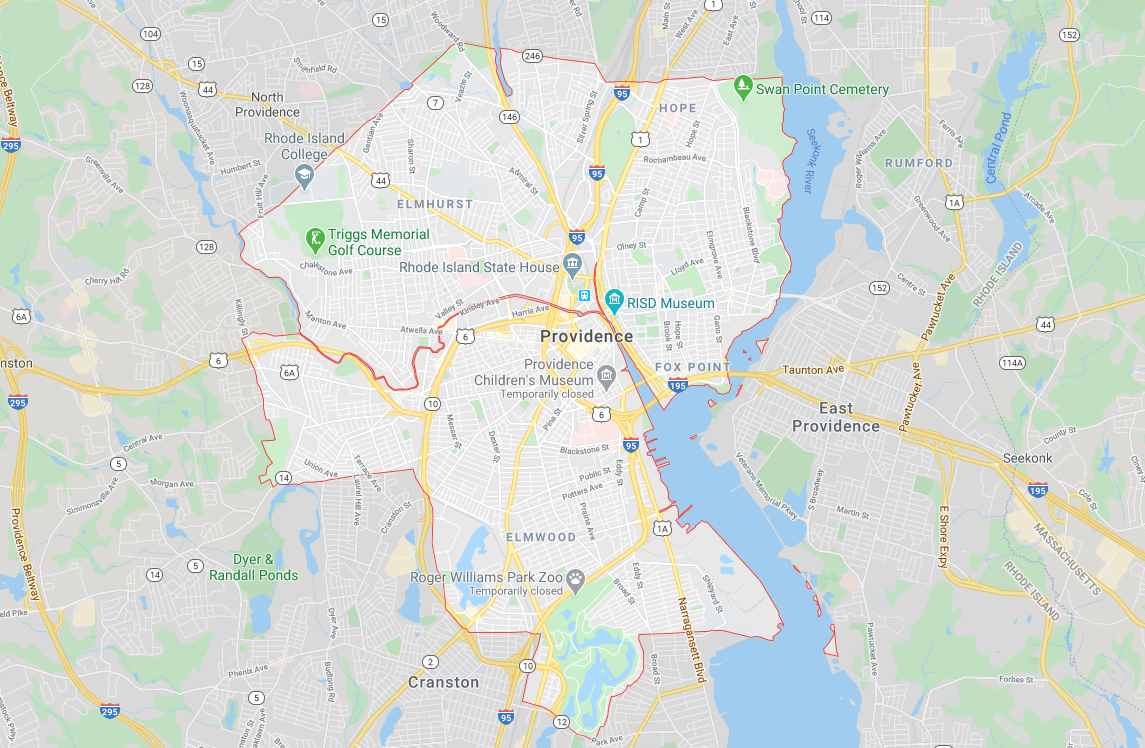 1
114
15
Main St
West Ave
East Ave
School St
152
104
Woodward Rd
246
15
Smithfield Rd
Veazie St
128
44
North
Providence
7
95
Swan Point Cemetery
HOPE
Silver Spring St
146
Woonasquatucket Ave
Gentian Ave
Rhode Island
College
Sharon St
1
Hope St
Rochambeau Ave
Seekonk River
Roger Williams Ave
Ferris Ave
Central Pond
RUMFORD
295
Greenville Ave
Humbert St
Fruit Hill Ave
44
Admiral St
95
Camp St
ELMHURST
Blackstone Blvd
1A
Greenwood Ave
Arcade Ave
Triggs Memorial
Golf Course
128
95
Olney St
Elmgrove Ave
Chalkstone Ave
Rhode Island State House
Lloyd Ave
Cherry Hill Rd
152
Centre St
RHODE ISLAND
6A
Killingly St
Valley St
Kinsley Ave
RISD Museum
Manton Ave
Harris Ave
Atwells Ave
6
Providence
Hope St
Brook St
Gano St
Pawtucket Ave
44
6
nston
6A
Providence
Children's Museum
Temporarily closed
FOX POINT
195
Taunton Ave
114A
295
10
6
Pawtucket Ave
East
Providence
Messer St
Dexter St
Pine St
95
Blackstone St
County St
Central Ave
5
Union Ave
Terrace Ave
14
Morgan Ave
Simmonsville Ave
Laurel Hill Ave
Public St
Eddy St
Potters Ave
Veterans Memorial Pkwy
S Broadway
Seekonk
195
Cole St
Cranston St
Prairie Ave
1A
Martin St
E Shore Expy
MASSACHUSETTS
Providence Beltway
ELMWOOD
Dyer &
Randall Ponds
5
14
Roger Williams Park Zoo
Temporarily closed
Eddy St
Broad St
Shipyard St
RHODE ISLAND
Dyer Ave
Narragansett Blvd
Pawtucket Ave
2
Phenix Ave
Budlong Rd
10
Broad St
Cranston
Forbes St
5
295
95
12
Park Ave